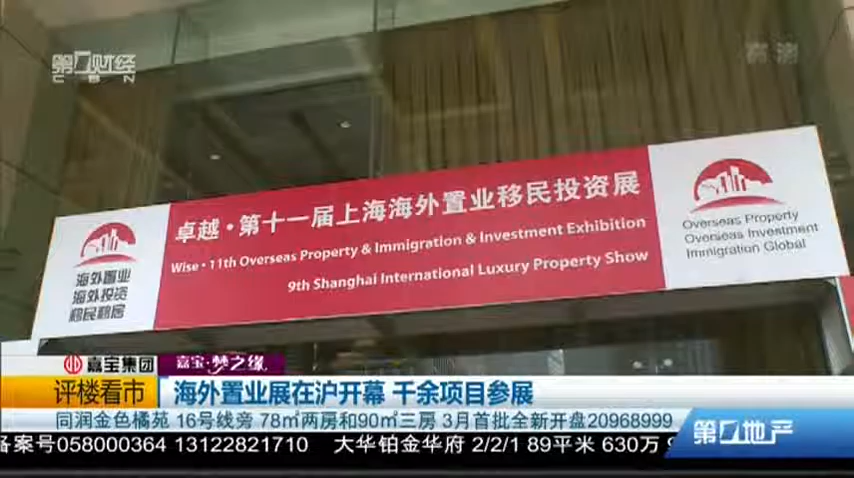 第1财经
CBN
高清
卓越·第十一届上海海外置业移民投资展
Wise·11th Overseas Property & Immigration & Investment Exhibition
9th Shanghai International Luxury Property Show
海外置业
海外投资
移民移居
Overseas Property
Overseas Investment
Immigration Global
嘉宝集团
嘉宝·梦之缘
评楼看市
海外置业展在沪开幕 千余项目参展
同润金色橘苑 16号线旁 78㎡两房和90㎡三房 3月首批全新开盘20968999
第1地产
备案号058000364 13122821710 大华铂金华府 2/2/1 89平米 630万